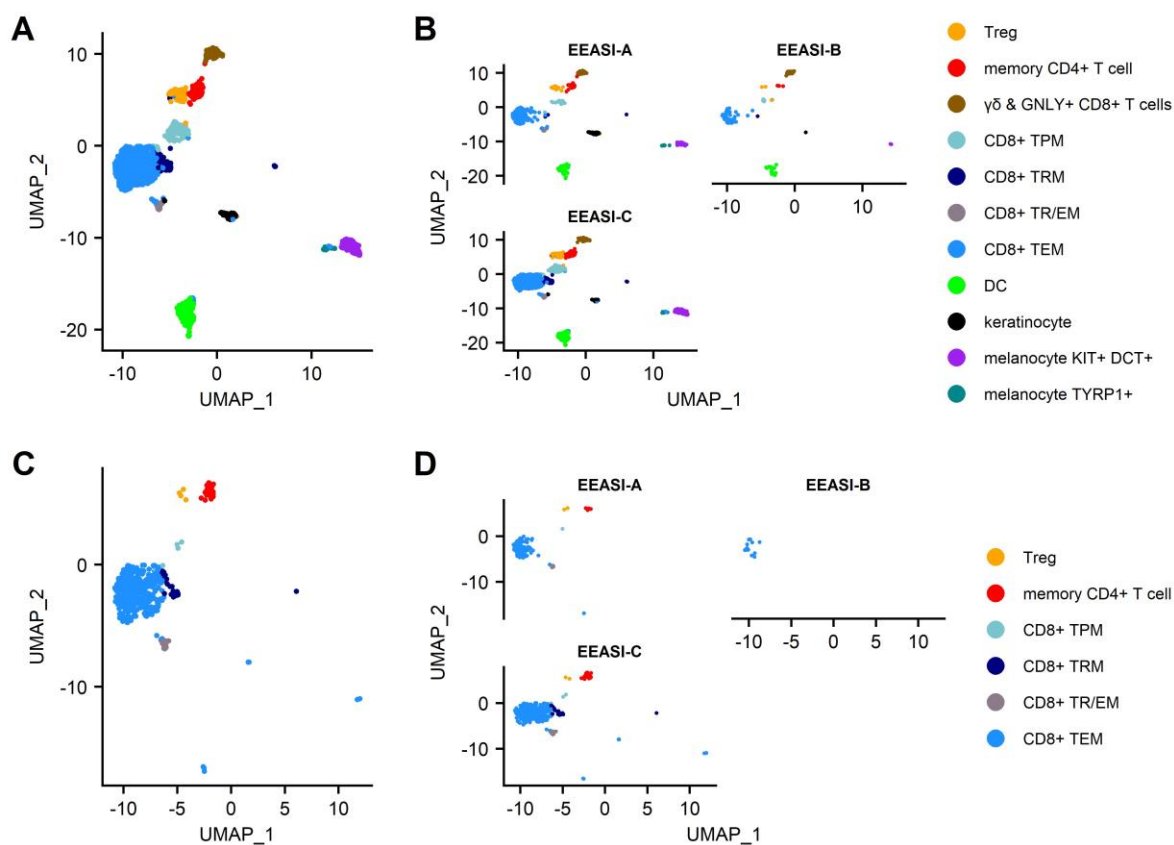 A
UMAP_2
10
0
-10
-20
-10
0
10
UMAP_1
B
EEASI-A
EEASI-B
10
0
-10
-20
-10
0
10
UMAP_2
EEASI-C
10
0
-10
-20
-10
0
10
UMAP_1
Treg
memory CD4+ T cell
γδ & GNLY+ CD8+ T cells
CD8+ TPM
CD8+ TRM
CD8+ TR/EM
CD8+ TEM
DC
keratinocyte
melanocyte KIT+ DCT+
melanocyte TYRP1+
C
UMAP_2
0
-10
-10
-5
0
5
10
UMAP_1
D
EEASI-A
EEASI-B
0
-10
-10
-5
0
5
10
UMAP_2
EEASI-C
0
-10
-10
-5
0
5
10
UMAP_1
Treg
memory CD4+ T cell
CD8+ TPM
CD8+ TRM
CD8+ TR/EM
CD8+ TEM